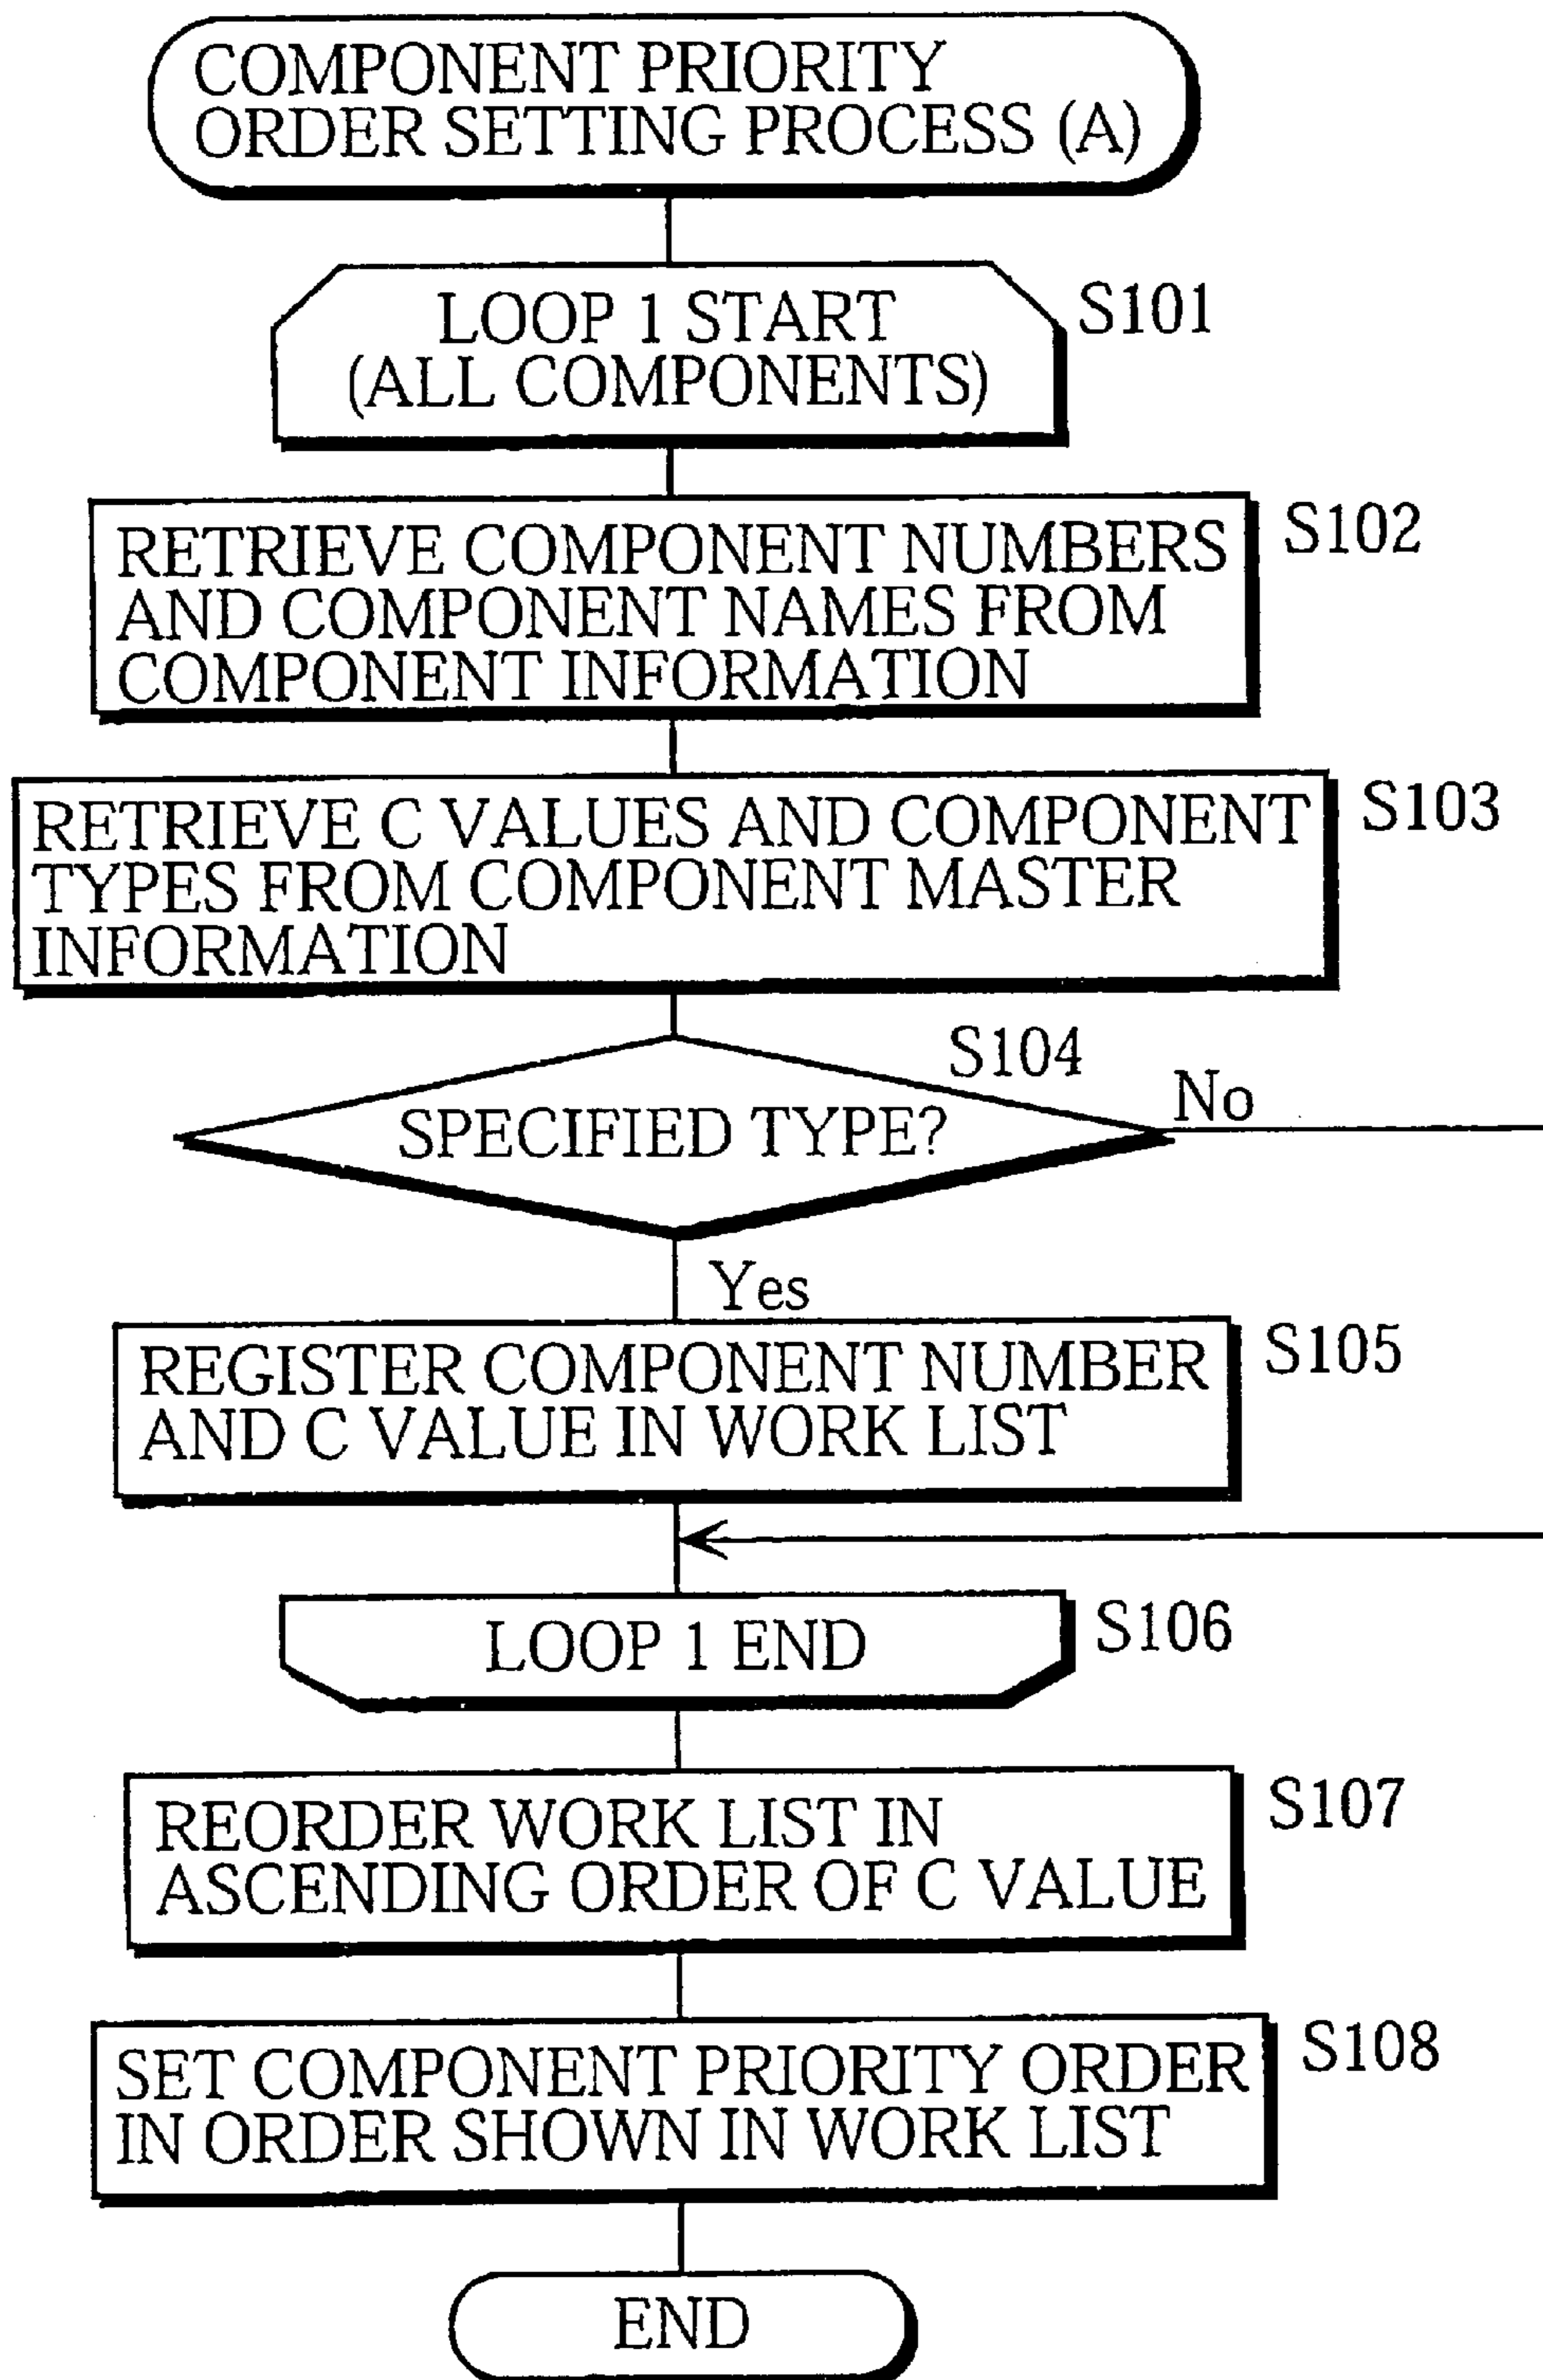 COMPONENT PRIORITY
ORDER SETTING PROCESS (A)
LOOP 1 START
(ALL COMPONENTS)
S101
RETRIEVE COMPONENT NUMBERS
AND COMPONENT NAMES FROM
COMPONENT INFORMATION
S102
RETRIEVE C VALUES AND COMPONENT
TYPES FROM COMPONENT MASTER
INFORMATION
S103
S104
SPECIFIED TYPE?
No
Yes
REGISTER COMPONENT NUMBER
AND C VALUE IN WORK LIST
S105
LOOP 1 END
S106
REORDER WORK LIST IN
ASCENDING ORDER OF C VALUE
S107
SET COMPONENT PRIORITY ORDER
IN ORDER SHOWN IN WORK LIST
S108
END